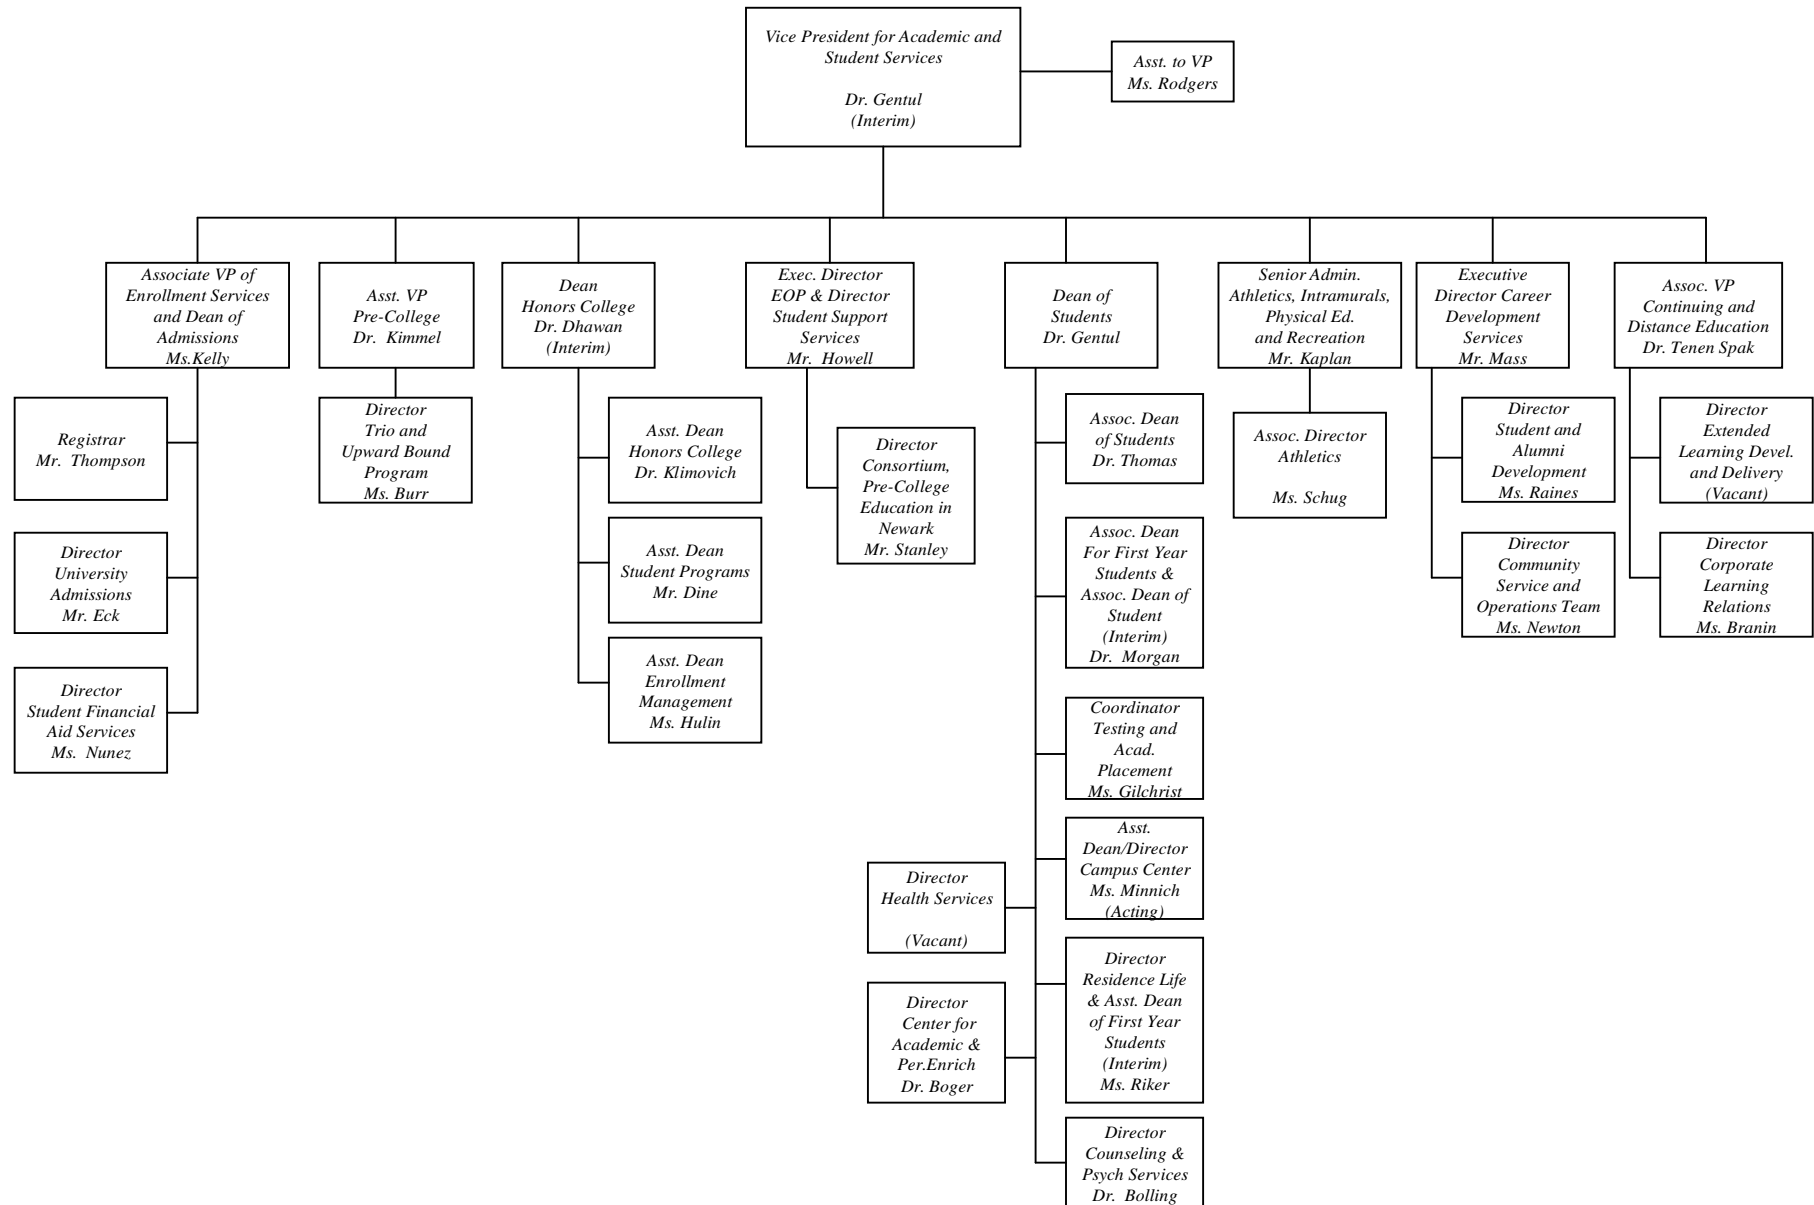 Vice President for Academic and
Student Services
Dr. Gentul
(Interim)
Asst. to VP
Ms. Rodgers
Associate VP of
Enrollment Services
and Dean of
Admissions
Ms.Kelly
Asst. VP
Pre-College
Dr. Kimmel
Dean
Honors College
Dr. Dhawan
(Interim)
Exec. Director
EOP & Director
Student Support
Services
Mr. Howell
Dean of
Students
Dr. Gentul
Senior Admin.
Athletics, Intramurals,
Physical Ed.
and Recreation
Mr. Kaplan
Executive
Director Career
Development
Services
Mr. Mass
Assoc. VP
Continuing and
Distance Education
Dr. Tenen Spak
Registrar
Mr. Thompson
Director
University
Admissions
Mr. Eck
Director
Student Financial
Aid Services
Ms. Nunez
Director
Trio and
Upward Bound
Program
Ms. Burr
Asst. Dean
Honors College
Dr. Klimovich
Asst. Dean
Student Programs
Mr. Dine
Asst. Dean
Enrollment
Management
Ms. Hulin
Director
Consortium,
Pre-College
Education in
Newark
Mr. Stanley
Assoc. Dean
of Students
Dr. Thomas
Assoc. Dean
For First Year
Students &
Assoc. Dean of
Student
(Interim)
Dr. Morgan
Coordinator
Testing and
Acad.
Placement
Ms. Gilchrist
Asst.
Dean/Director
Campus Center
Ms. Minnich
(Acting)
Director
Health Services
(Vacant)
Director
Residence Life
& Asst. Dean
of First Year
Students
(Interim)
Ms. Riker
Director
Center for
Academic &
Per.Enrich
Dr. Boger
Director
Counseling &
Psych Services
Dr. Bolling
Assoc. Director
Athletics
Ms. Schug
Director
Student and
Alumni
Development
Ms. Raines
Director
Community
Service and
Operations Team
Ms. Newton
Director
Extended
Learning Devel.
and Delivery
(Vacant)
Director
Corporate
Learning
Relations
Ms. Branin